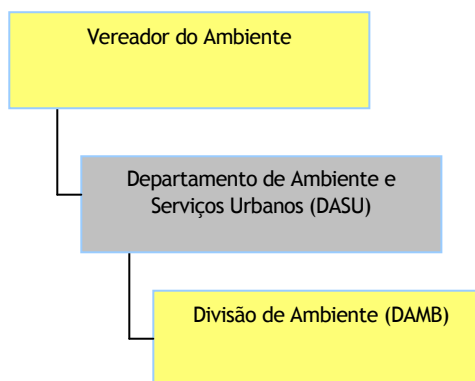 Vereador do Ambiente
Departamento de Ambiente e
Serviços Urbanos (DASU)
Divisão de Ambiente (DAMB)